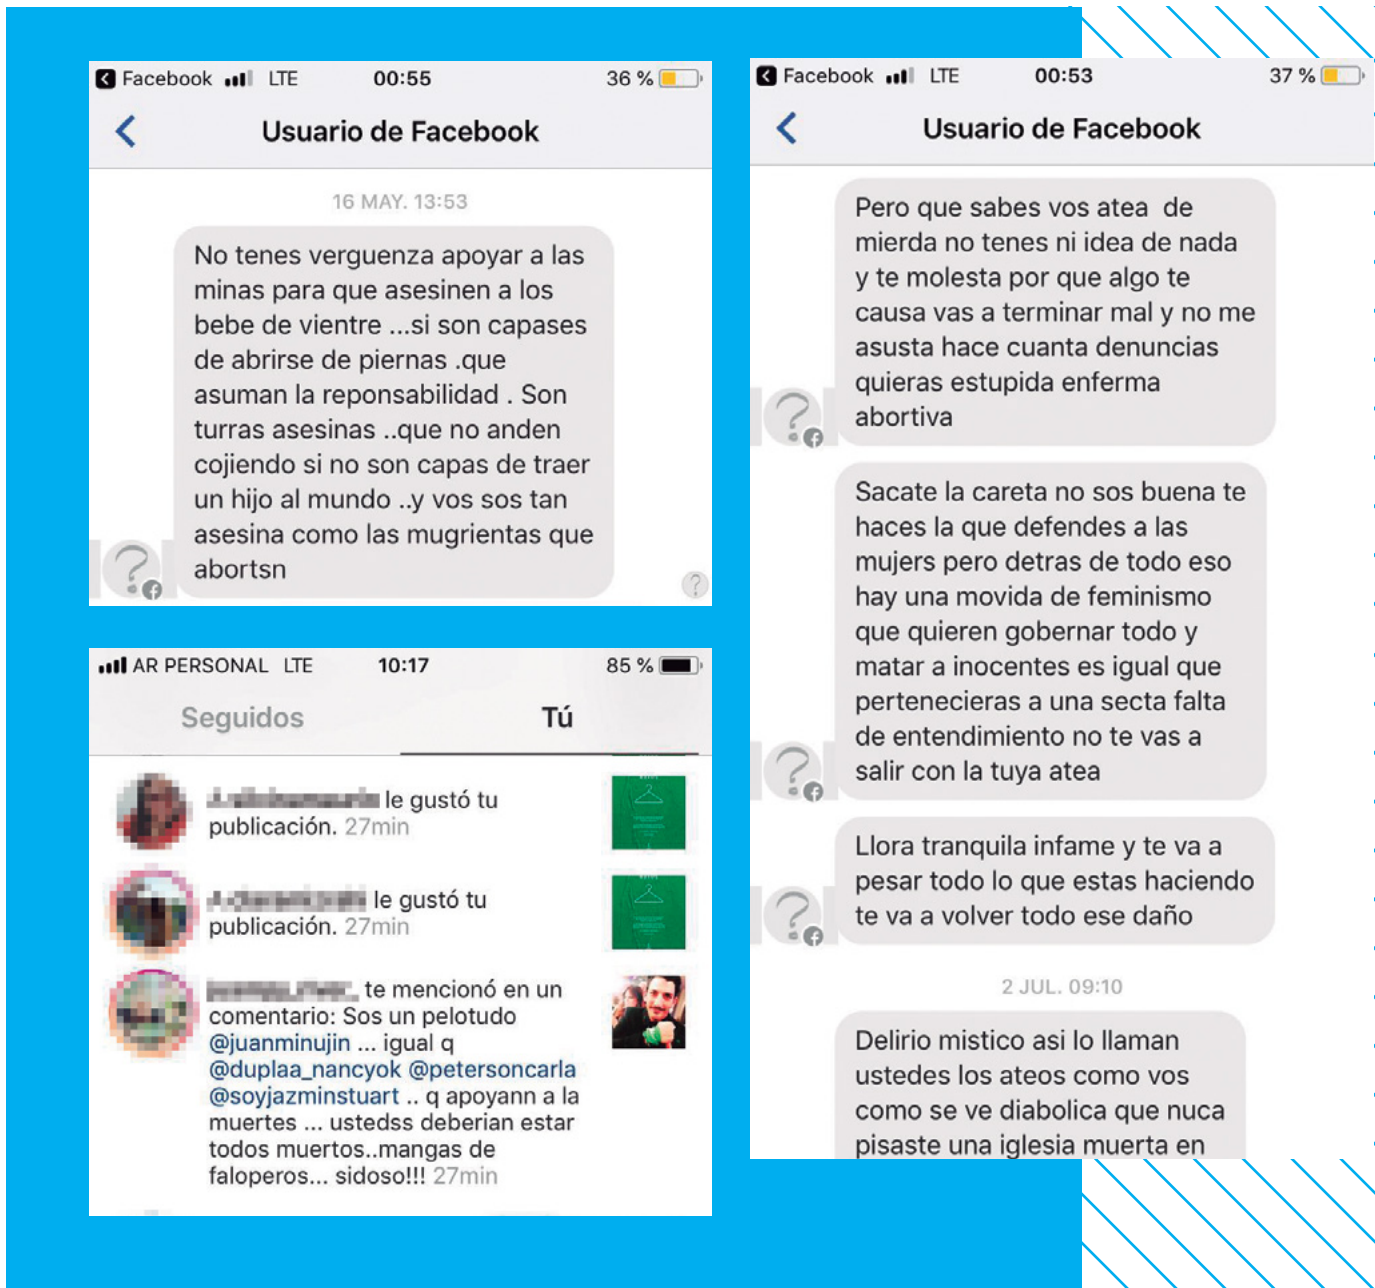 Facebook LTE 00:55 36 %
Usuario de Facebook
16 MAY. 13:53
No tenes verguenza apoyar a las
minas para que asesinen a los
bebe de vientre ...si son capases
de abrirse de piernas .que
asuman la reponsabilidad . Son
turras asesinas ..que no anden
cojiendo si no son capas de traer
un hijo al mundo ..y vos sos tan
asesina como las mugrientas que
abortsn
AR PERSONAL LTE 10:17 85 %
Seguidos Tú
le gustó tu
publicación. 27min
le gustó tu
publicación. 27min
te mencionó en un
comentario: Sos un pelotudo
@juanminujin ... igual q
@duplaa_nancyok @petersoncarla
@soyjazminstuart .. q apoyann a la
muertes ... ustedss deberian estar
todos muertos..mangas de
faloperos... sidoso!!! 27min
Facebook LTE 00:53 37 %
Usuario de Facebook
Pero que sabes vos atea de
mierda no tenes ni idea de nada
y te molesta por que algo te
causa vas a terminar mal y no me
asusta hace cuanta denuncias
quieras estupida enferma
abortiva
Sacate la careta no sos buena te
haces la que defendes a las
mujers pero detras de todo eso
hay una movida de feminismo
que quieren gobernar todo y
matar a inocentes es igual que
pertenecieras a una secta falta
de entendimiento no te vas a
salir con la tuya atea
Llora tranquila infame y te va a
pesar todo lo que estas haciendo
te va a volver todo ese daño
2 JUL. 09:10
Delirio mistico asi lo llaman
ustedes los ateos como vos
como se ve diabolica que nuca
pisaste una iglesia muerta en